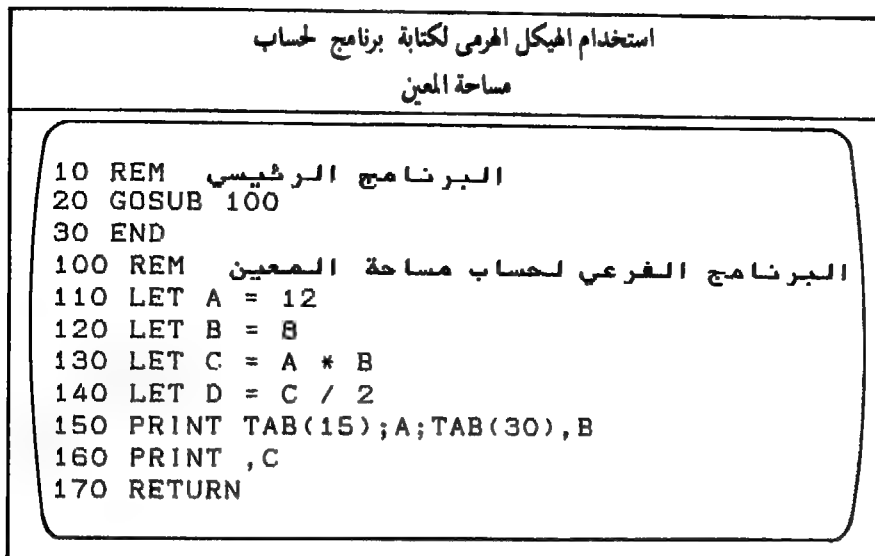 استخدام الهيكل الهرمى لكتابة برنامج لحساب
مساحة المعين
10 REM البرنامج الرئيسي
20 GOSUB 100
30 END
100 REM البرنامج الفرعي لحساب مساحة المعين
110 LET A = 12
120 LET B = 8
130 LET C = A * B
140 LET D = C / 2
150 PRINT TAB(15);A;TAB(30),B
160 PRINT ,C
170 RETURN